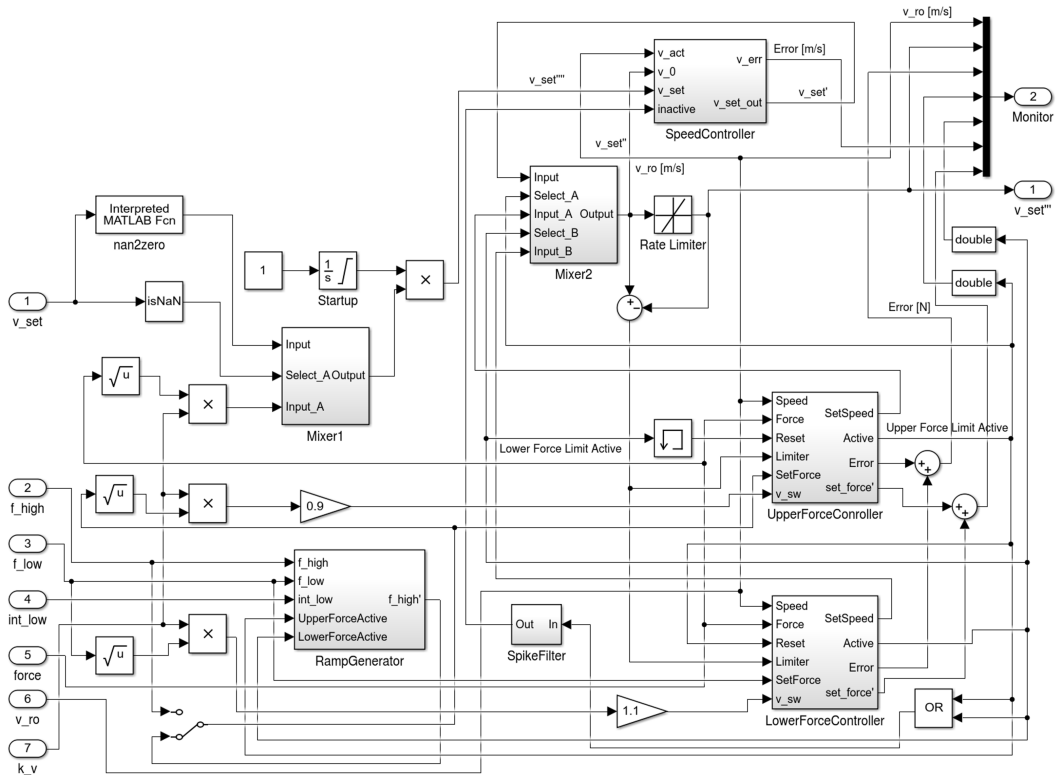 v_ro [m/s]
v_act
v_0
v_set
inactive
v_err
v_set_out
SpeedController
Error [m/s]
v_set'
v_set''''
v_set''
v_ro [m/s]
2
Monitor
1
v_set'''
Input
Select_A
Input_A
Select_B
Input_B
Output
Mixer2
Rate Limiter
double
double
Error [N]
Interpreted
MATLAB Fcn
nan2zero
1
1
s
Startup
×
+
−
1
v_set
isNaN
Input
Select_A
Output
Input_A
Mixer1
√u
×
Lower Force Limit Active
Speed
Force
Reset
Limiter
SetForce
v_sw
SetSpeed
Active
Error
set_force'
UpperForceConroller
Upper Force Limit Active
+
+
+
+
2
f_high
√u
×
0.9
3
f_low
4
int_low
5
force
6
v_ro
7
k_v
f_high
f_low
int_low
UpperForceActive
LowerForceActive
f_high'
RampGenerator
√u
×
Out
In
SpikeFilter
1.1
Speed
Force
Reset
Limiter
SetForce
v_sw
SetSpeed
Active
Error
set_force'
LowerForceController
OR